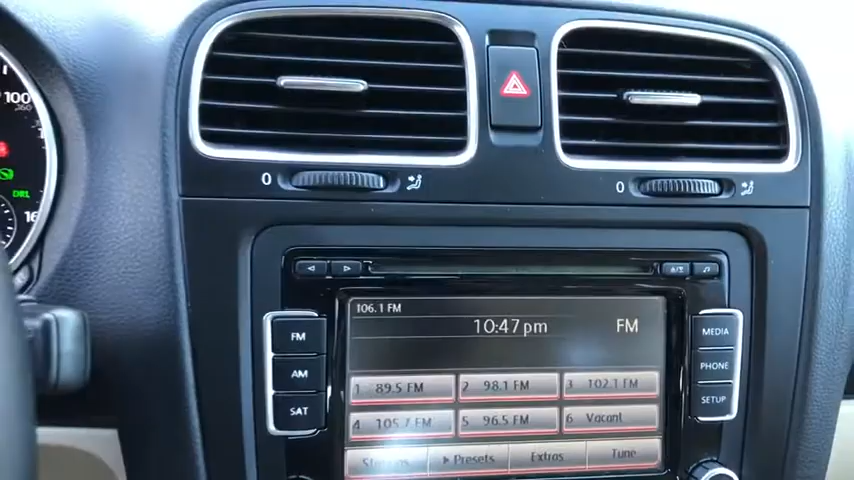 100
160
DRL
160
0
0
106.1 FM
10:47pm FM
FM
AM
SAT
MEDIA
PHONE
SETUP
1 89.5 FM 2 98.1 FM 3 102.1 FM
4 105.7 FM 5 96.5 FM 6 Vacant
Presets Extras Tune